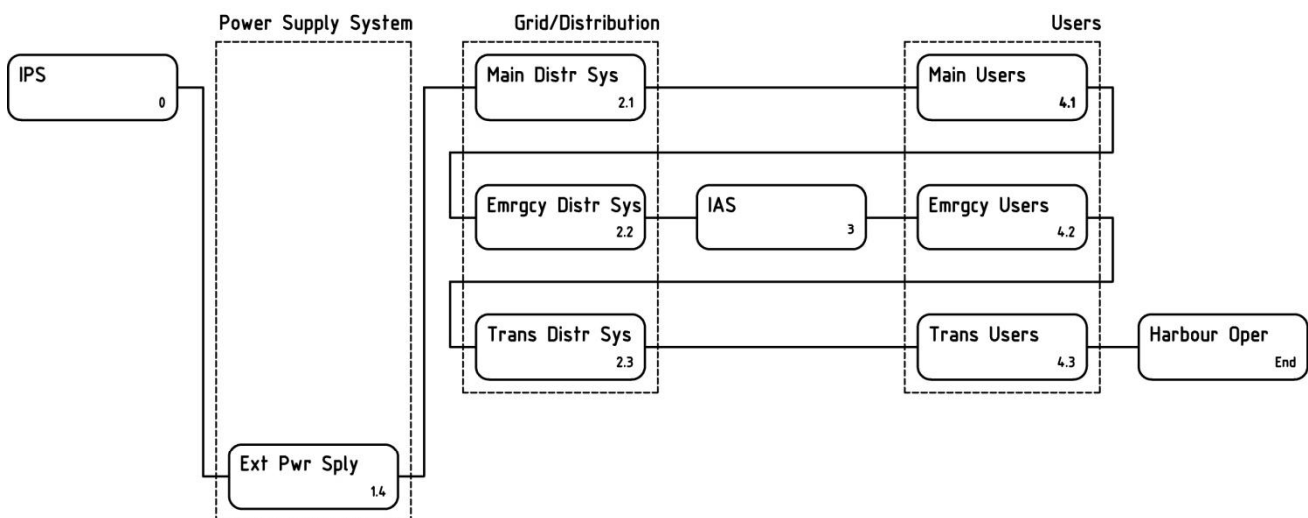 Power Supply System
Grid/Distribution
Users
IPS
0
Main Distr Sys
2.1
Main Users
4.1
Emrgcy Distr Sys
2.2
IAS
3
Emrgcy Users
4.2
Trans Distr Sys
2.3
Trans Users
4.3
Harbour Oper
End
Ext Pwr Sply
1.4